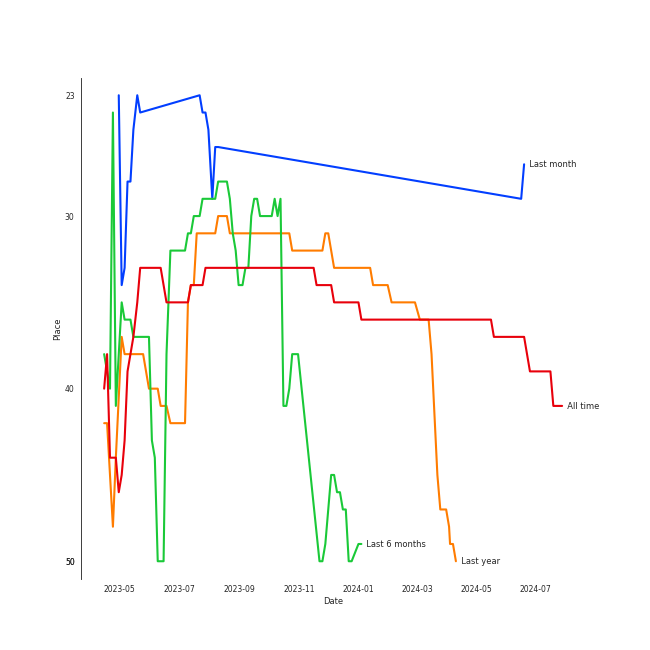 23
Last month
30
Place
40
All time
Last 6 months
50
Last year
2023-05 2023-07 2023-09 2023-11 2024-01 2024-03 2024-05 2024-07
Date